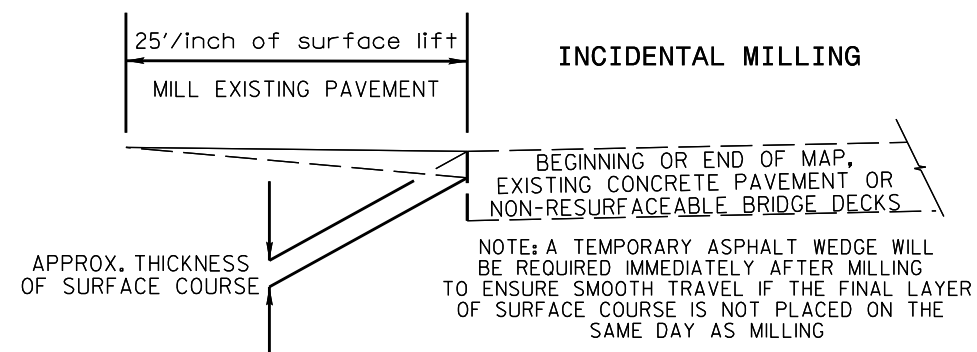 25'/inch of surface lift
MILL EXISTING PAVEMENT
INCIDENTAL MILLING
BEGINNING OR END OF MAP,
EXISTING CONCRETE PAVEMENT OR
NON-RESURFACEABLE BRIDGE DECKS
APPROX. THICKNESS
OF SURFACE COURSE
NOTE: A TEMPORARY ASPHALT WEDGE WILL
BE REQUIRED IMMEDIATELY AFTER MILLING
TO ENSURE SMOOTH TRAVEL IF THE FINAL LAYER
OF SURFACE COURSE IS NOT PLACED ON THE
SAME DAY AS MILLING